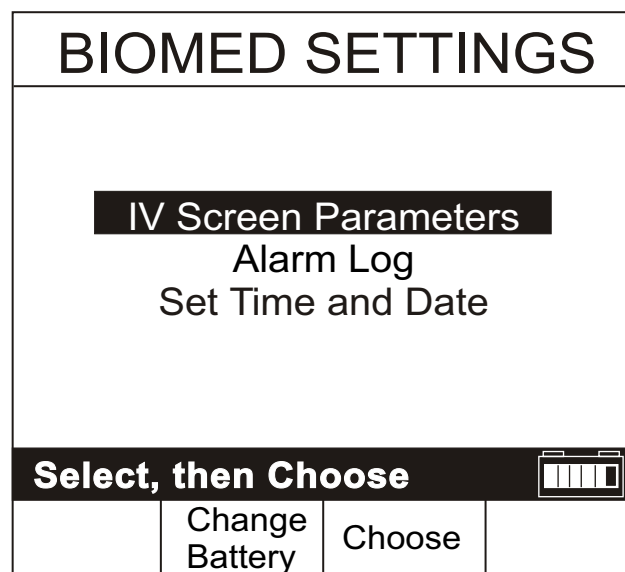 BIOMED SETTINGS
IV Screen Parameters
Alarm Log
Set Time and Date
Select, then Choose
Change
Battery
Choose